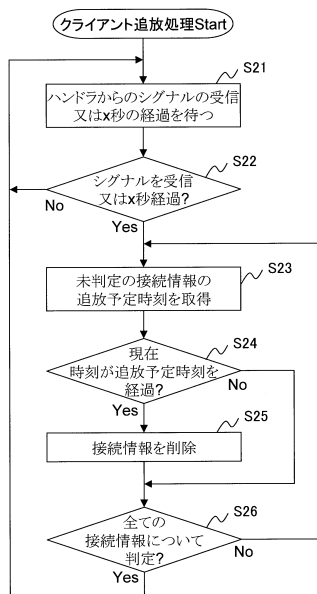 クライアント追放処理Start
S21
ハンドラからのシグナルの受信
又はx秒の経過を待つ
S22
シグナルを受信
又はx秒経過?
No
Yes
S23
未判定の接続情報の
追放予定時刻を取得
S24
現在
時刻が追放予定時刻を
経過?
No
Yes
S25
接続情報を削除
S26
全ての
接続情報について
判定?
No
Yes